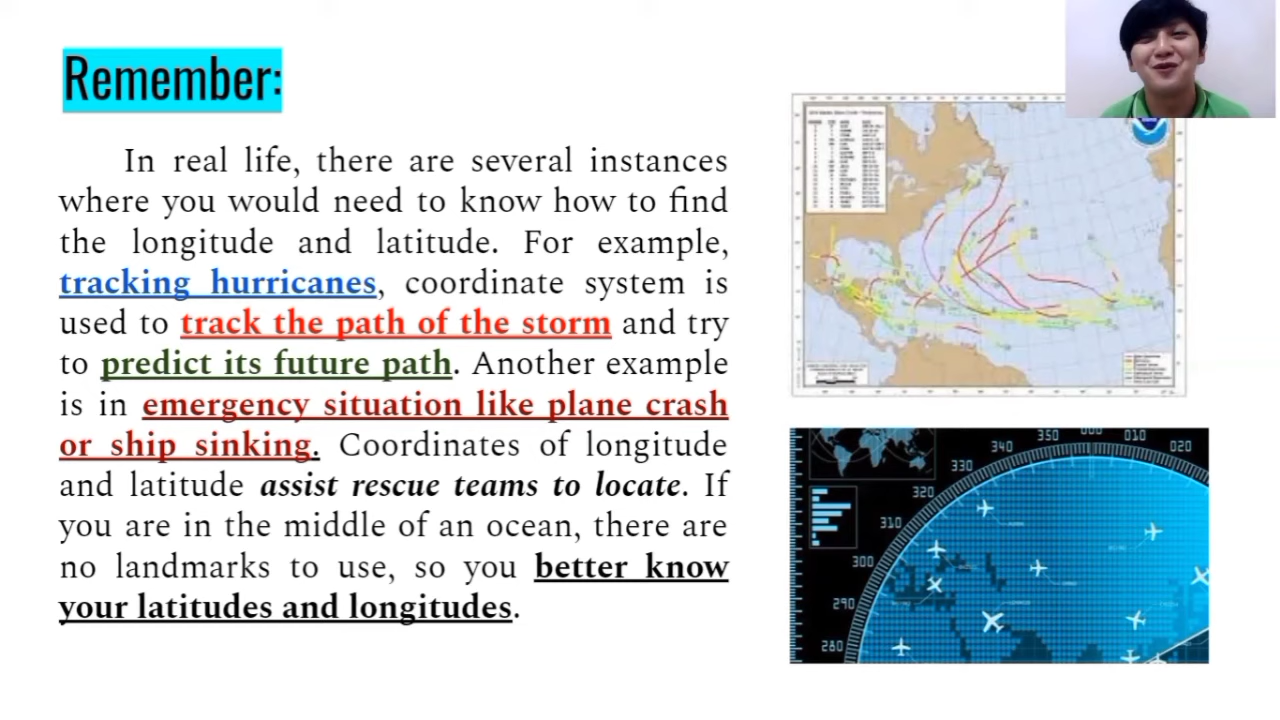 Remember:
In real life, there are several instances
where you would need to know how to find
the longitude and latitude. For example,
tracking hurricanes, coordinate system is
used to track the path of the storm and try
to predict its future path. Another example
is in emergency situation like plane crash
or ship sinking. Coordinates of longitude
and latitude assist rescue teams to locate. If
you are in the middle of an ocean, there are
no landmarks to use, so you better know
your latitudes and longitudes.
340 350 000 010 020
330
320
310
300
290
280